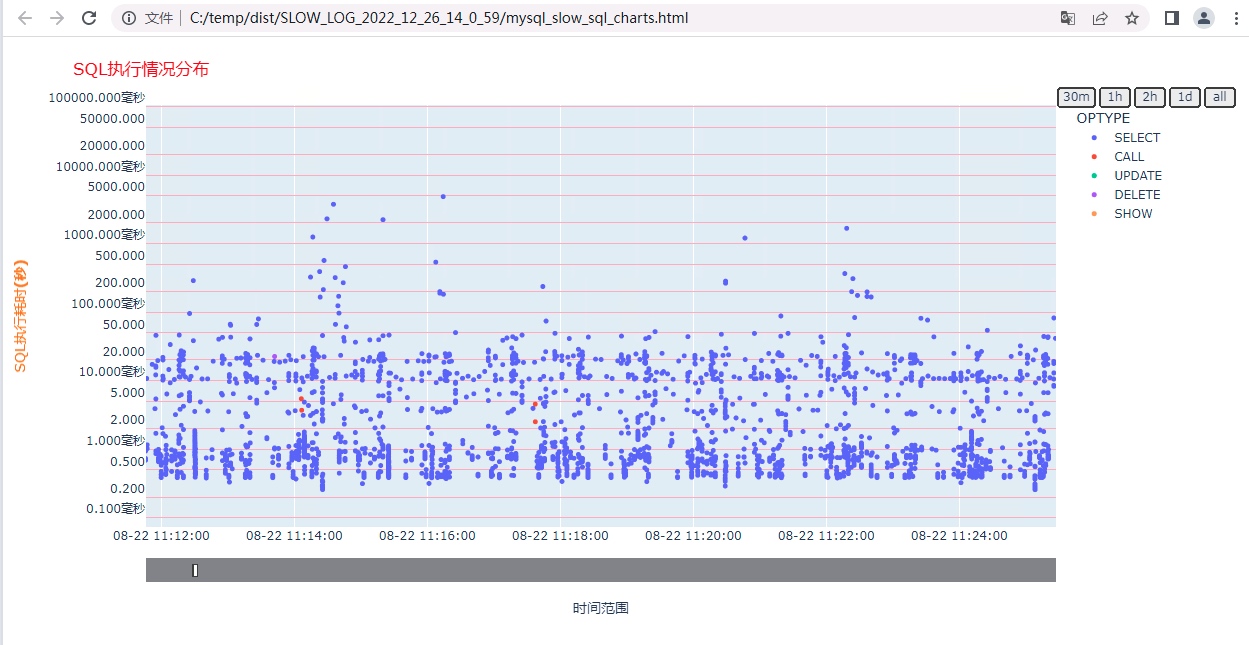 文件 C:/temp/dist/SLOW_LOG_2022_12_26_14_0_59/mysql_slow_sql_charts.html
SQL执行情况分布
30m 1h 2h 1d all
OPTYPE
SELECT
CALL
UPDATE
DELETE
SHOW
SQL执行耗时(秒)
100000.000毫秒
50000.000
20000.000
10000.000毫秒
5000.000
2000.000
1000.000毫秒
500.000
200.000
100.000毫秒
50.000
20.000
10.000毫秒
5.000
2.000
1.000毫秒
0.500
0.200
0.100毫秒
08-22 11:12:00 08-22 11:14:00 08-22 11:16:00 08-22 11:18:00 08-22 11:20:00 08-22 11:22:00 08-22 11:24:00
时间范围